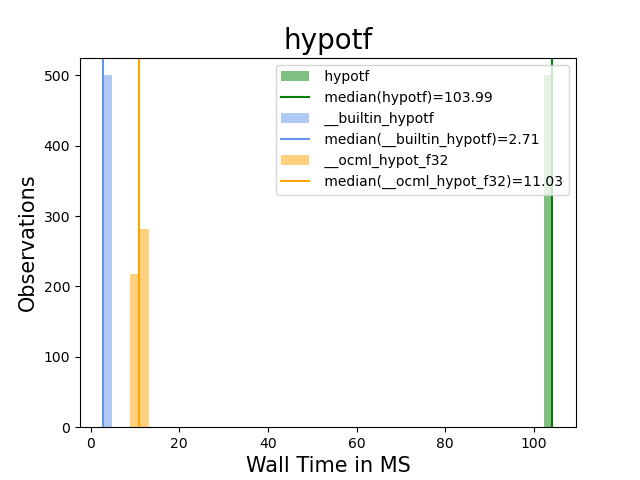 hypotf
Observations
500
400
300
200
100
0
hypotf
median(hypotf)=103.99
__builtin_hypotf
median(__builtin_hypotf)=2.71
__ocml_hypot_f32
median(__ocml_hypot_f32)=11.03
0 20 40 60 80 100
Wall Time in MS